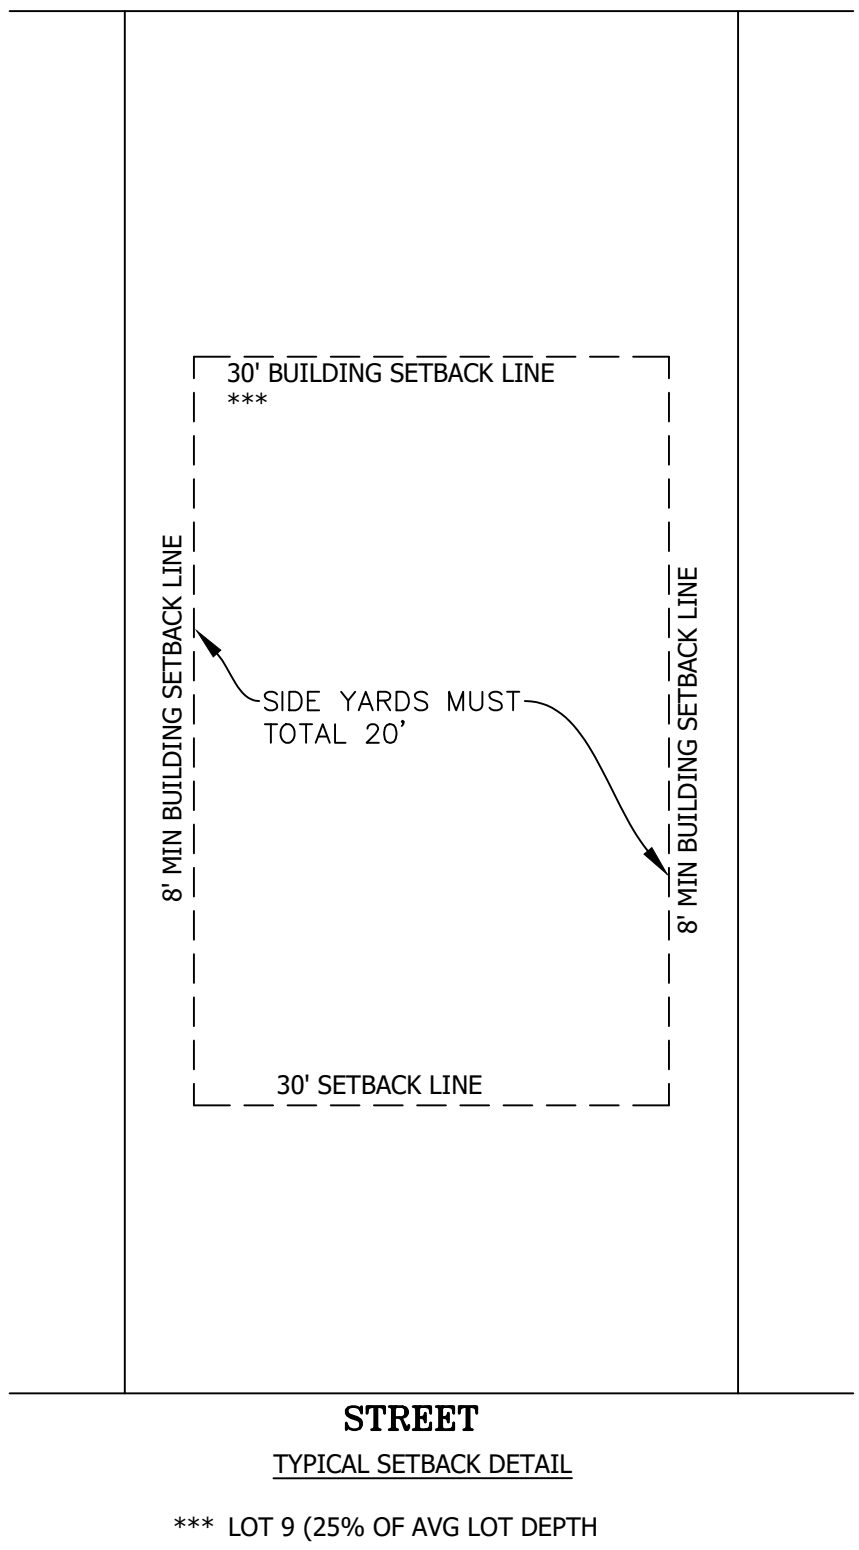 30' BUILDING SETBACK LINE
***
8' MIN BUILDING SETBACK LINE
8' MIN BUILDING SETBACK LINE
SIDE YARDS MUST
TOTAL 20'
30' SETBACK LINE
STREET
TYPICAL SETBACK DETAIL
*** LOT 9 (25% OF AVG LOT DEPTH